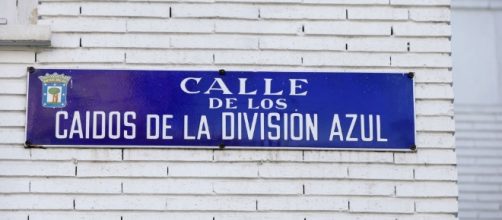 CALLE
DE LOS
CAIDOS DE LA DIVISIÓN AZUL